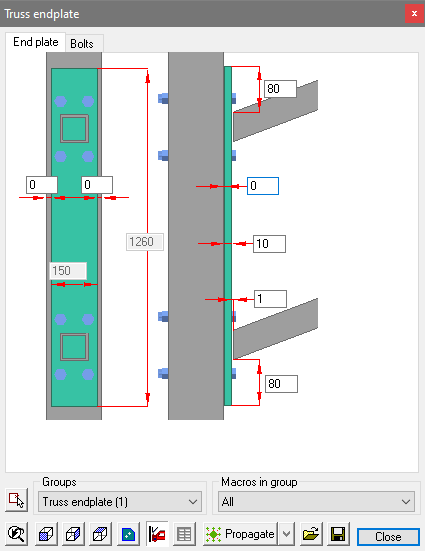 Truss endplate
x
End plate
Bolts
80
0
0
0
1260
10
150
1
80
Groups
Macros in group
Truss endplate (1)
All
Propagate
Close